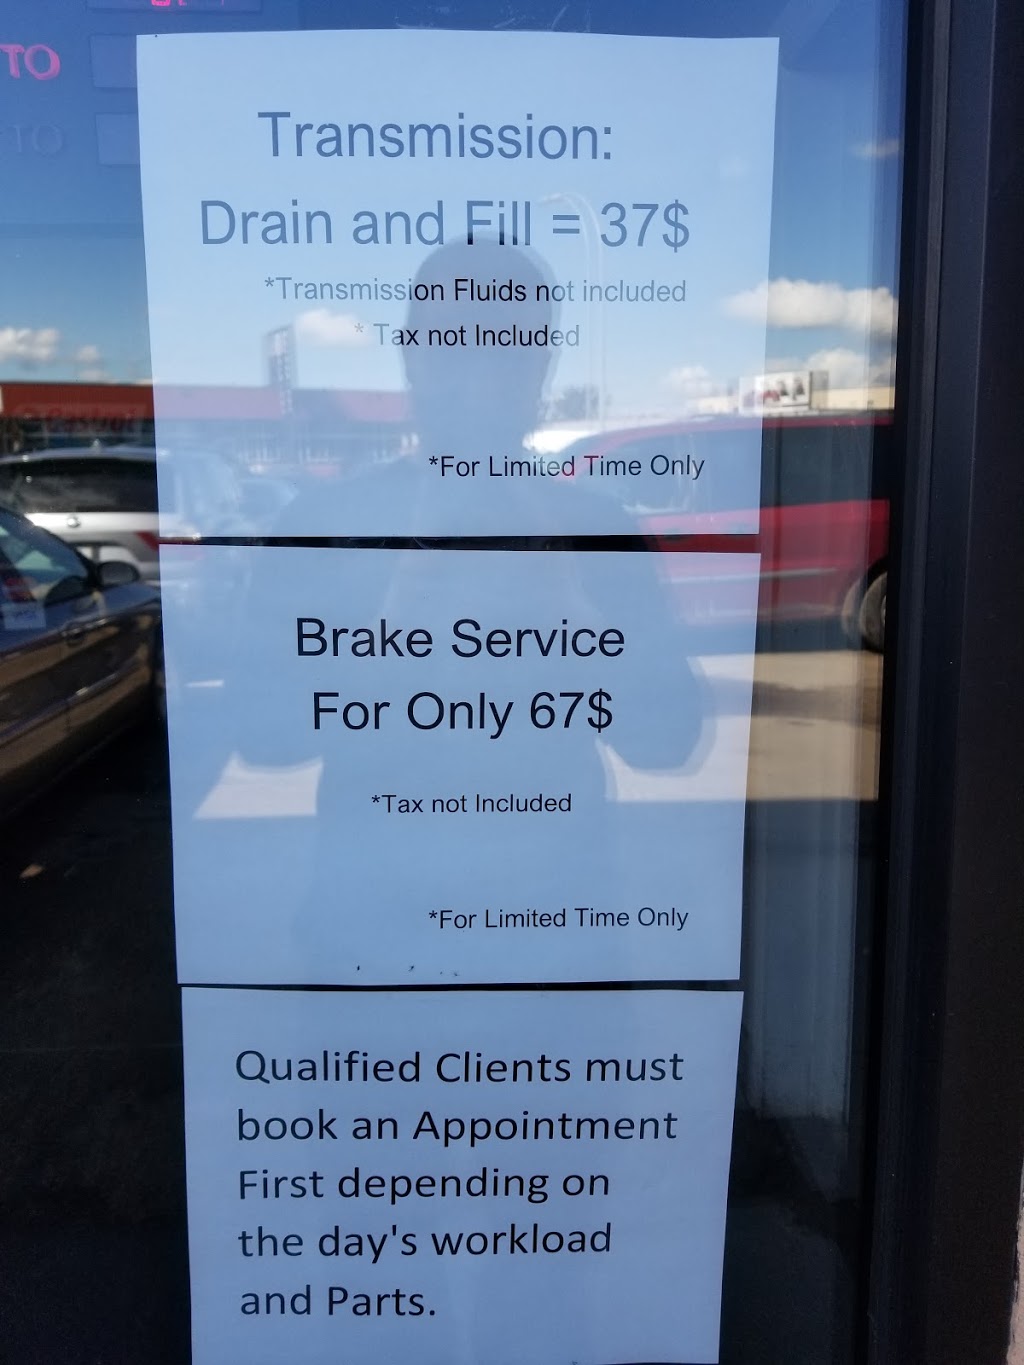 TO
TO
Transmission:
Drain and Fill = 37$
*Transmission Fluids not included
* Tax not Included
*For Limited Time Only
Brake Service
For Only 67$
*Tax not Included
*For Limited Time Only
Qualified Clients must
book an Appointment
First depending on
the day's workload
and Parts.